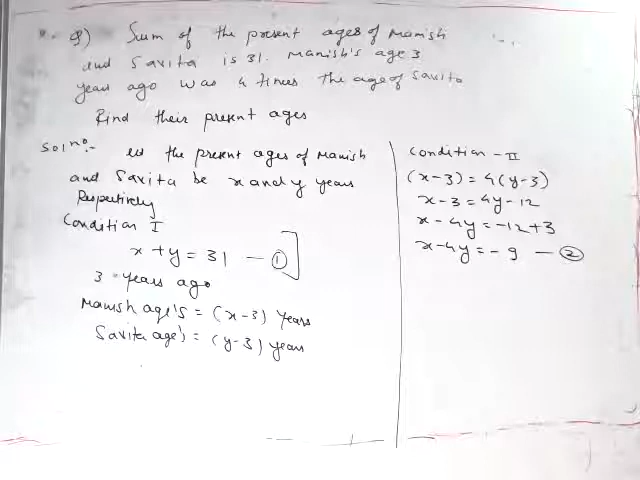 Q) Sum of the present ages of Manish
and Savita is 31. Manish's age 3
years ago was 4 times the age of Savita
Find their present ages
Soln:- let the present ages of Manish
and Savita be x and y years
Respectively
Condition I
x + y = 31 — ①
3 years ago
Manish age's = (x-3) years
Savita age's = (y-3) years
Condition - II
(x-3) = 4(y-3)
x-3 = 4y-12
x-4y = -12+3
x-4y = -9 — ②